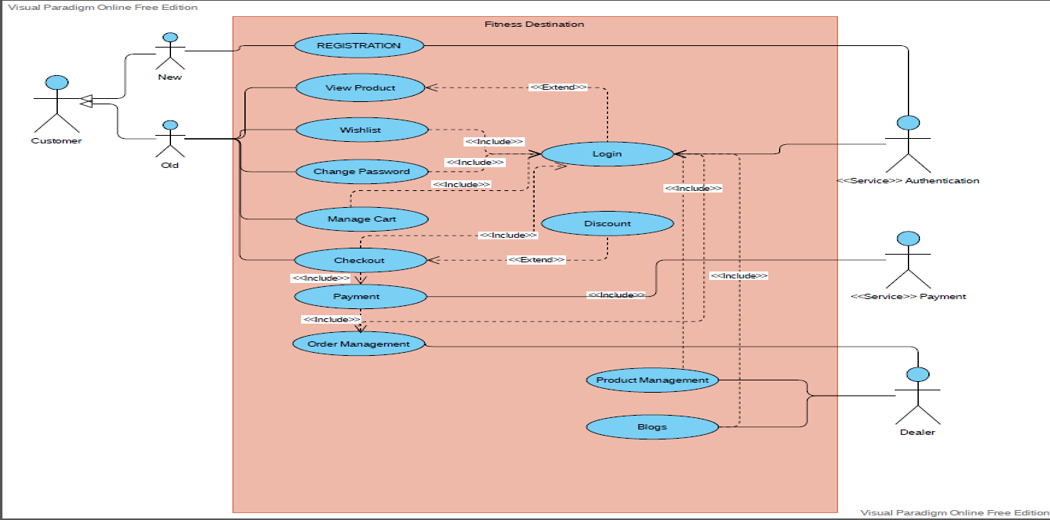 Visual Paradigm Online Free Edition
Fitness Destination
REGISTRATION
New
View Product
<<Extend>>
Customer
Wishlist
<<Include>>
Old
Login
<<Include>>
Change Password
<<Service>> Authentication
<<Include>>
<<Include>>
Manage Cart
Discount
<<Include>>
Checkout
<<Extend>>
<<Include>>
<<Include>>
Payment
<<Include>>
<<Service>> Payment
<<Include>>
Order Management
Product Management
Blogs
Dealer
Visual Paradigm Online Free Edition